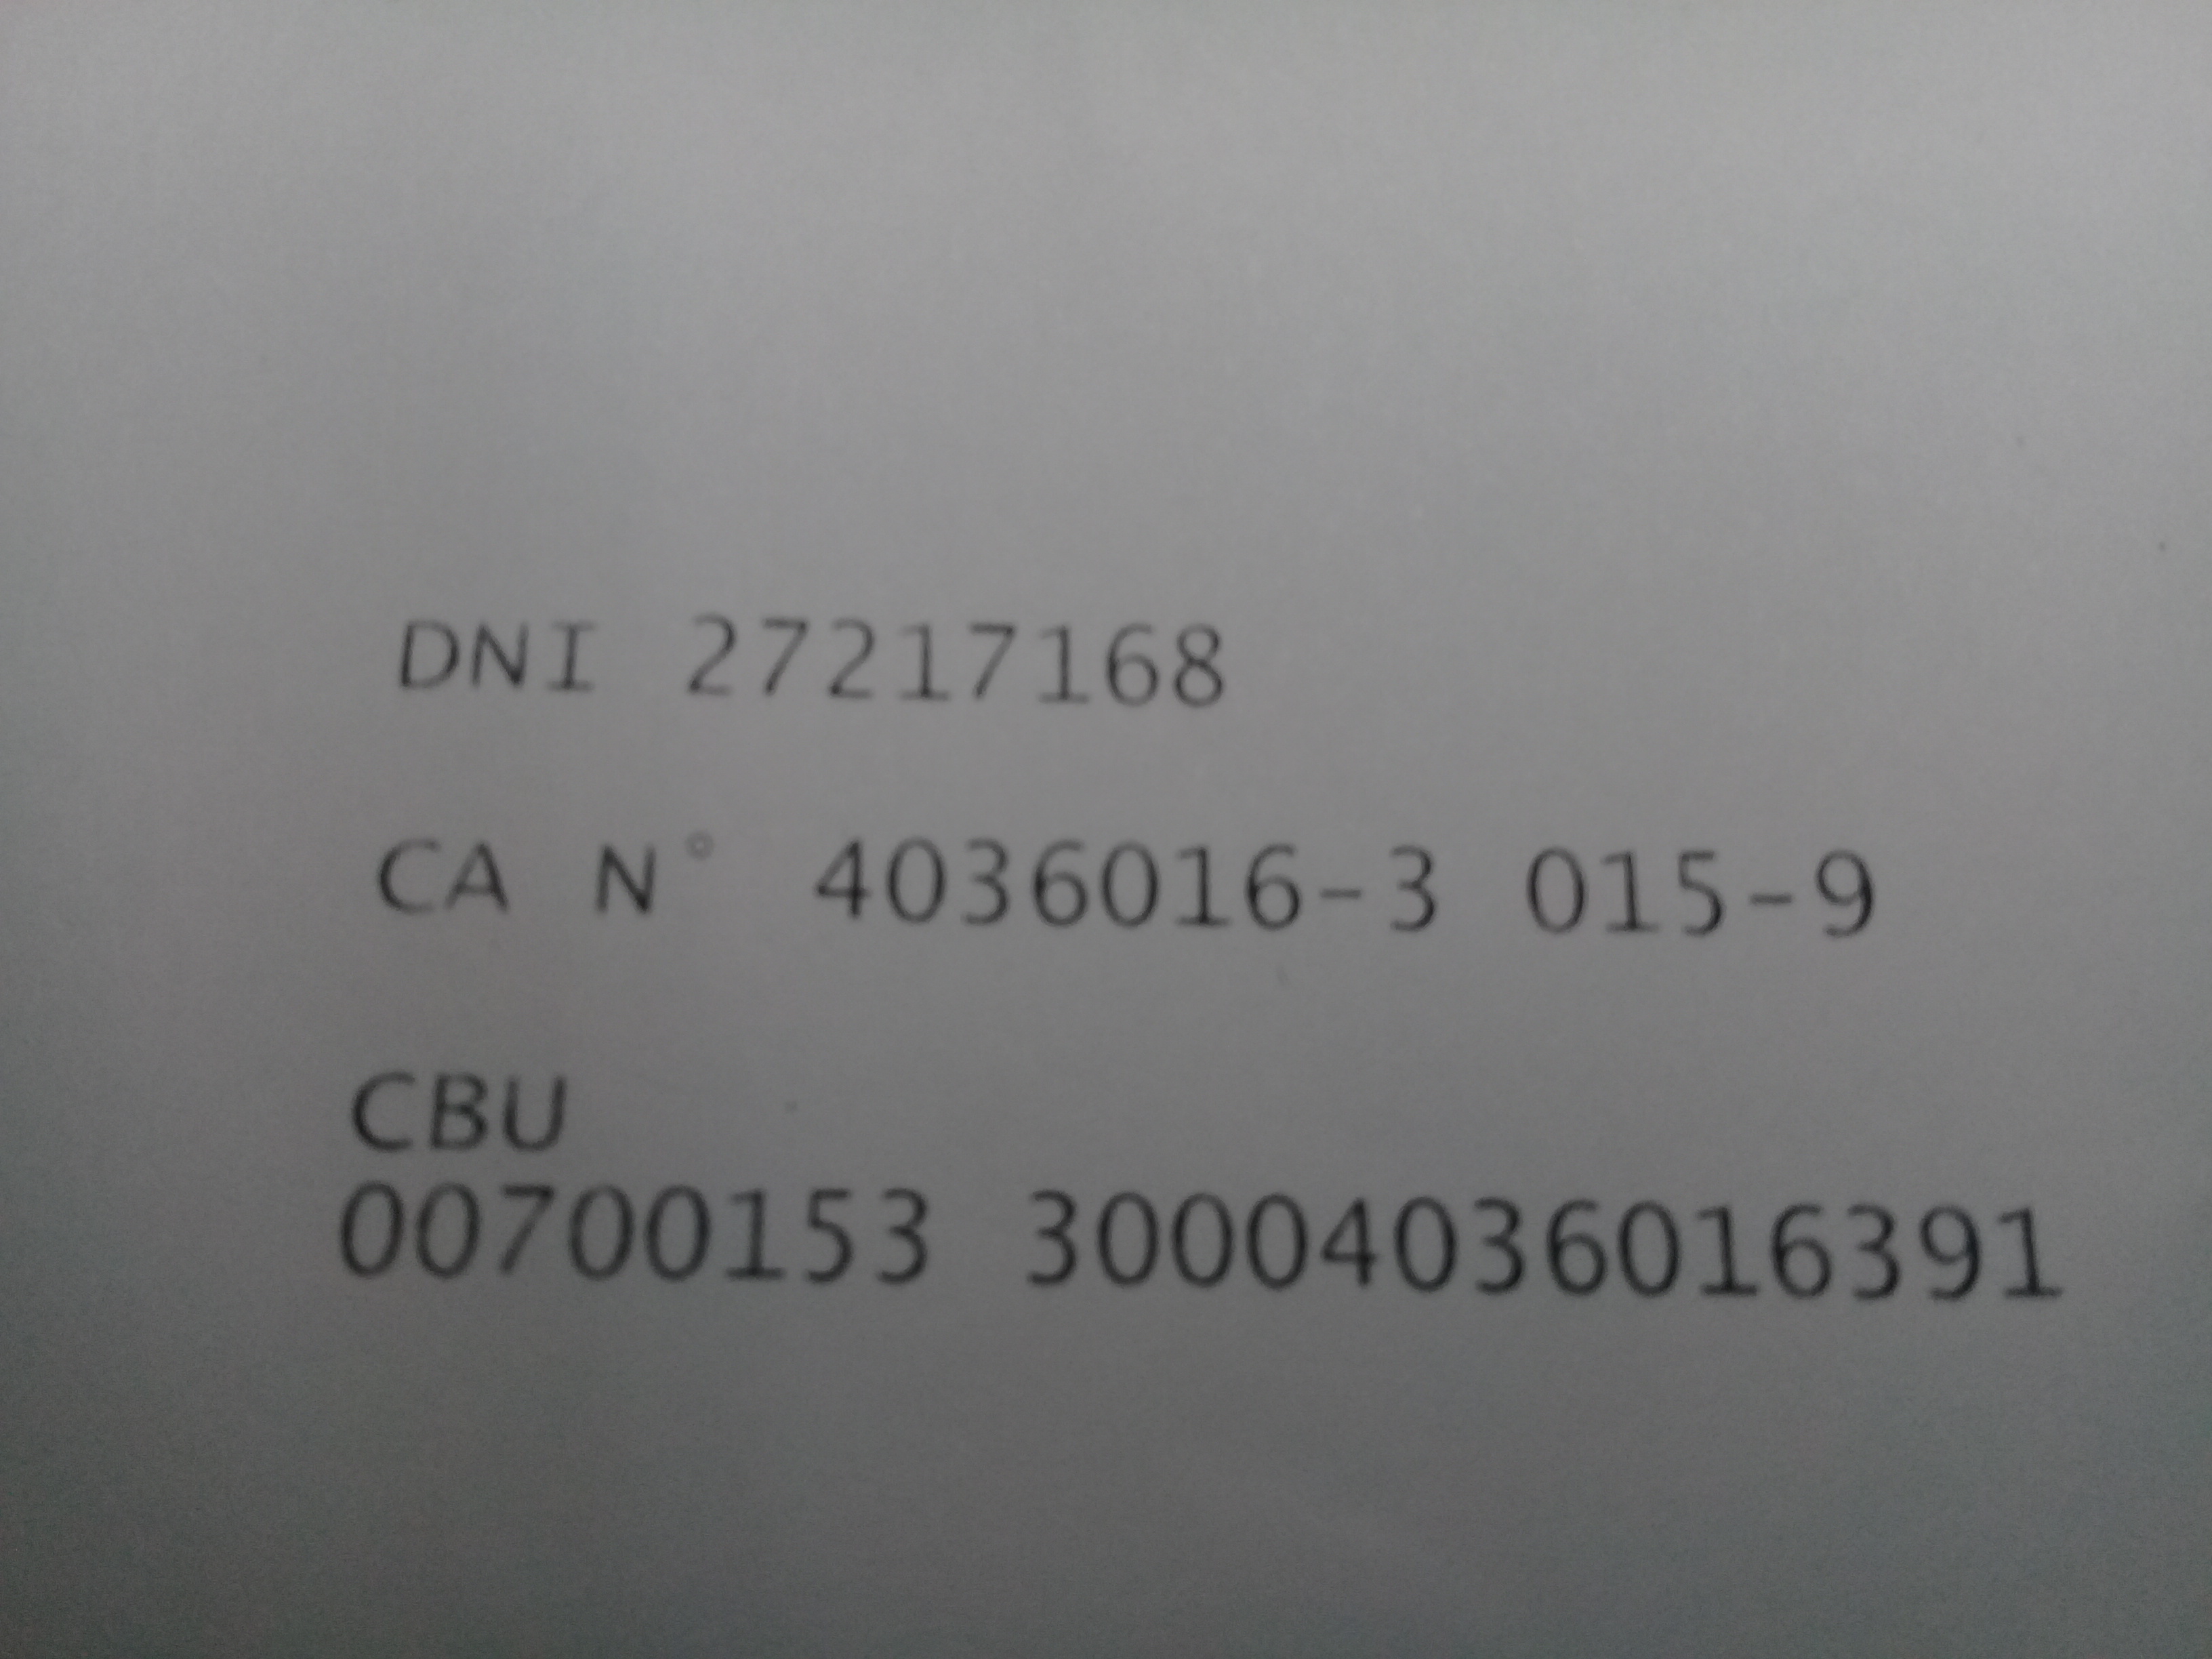 DNI 27217168
CA N° 4036016-3 015-9
CBU
00700153 30004036016391